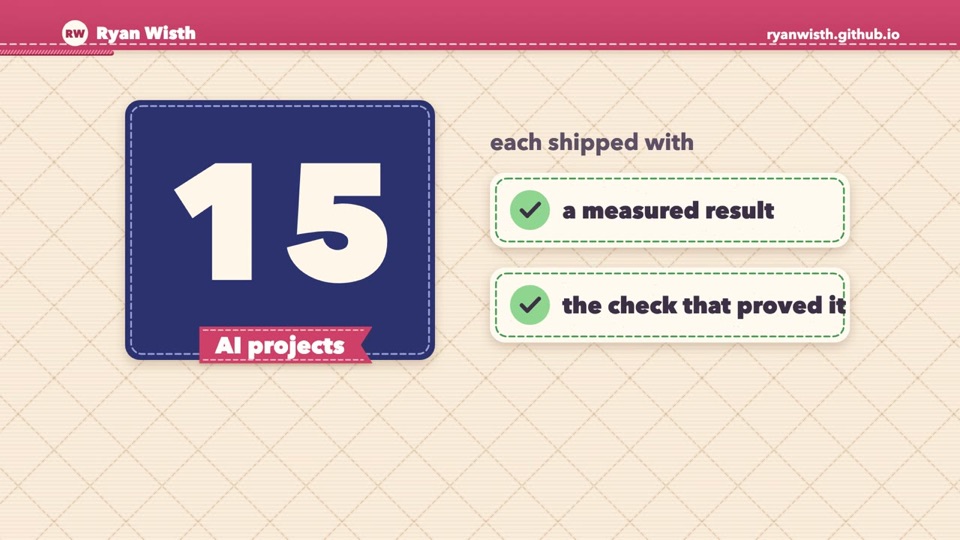 RW Ryan Wisth
ryanwisth.github.io
15
AI projects
each shipped with
a measured result
the check that proved it